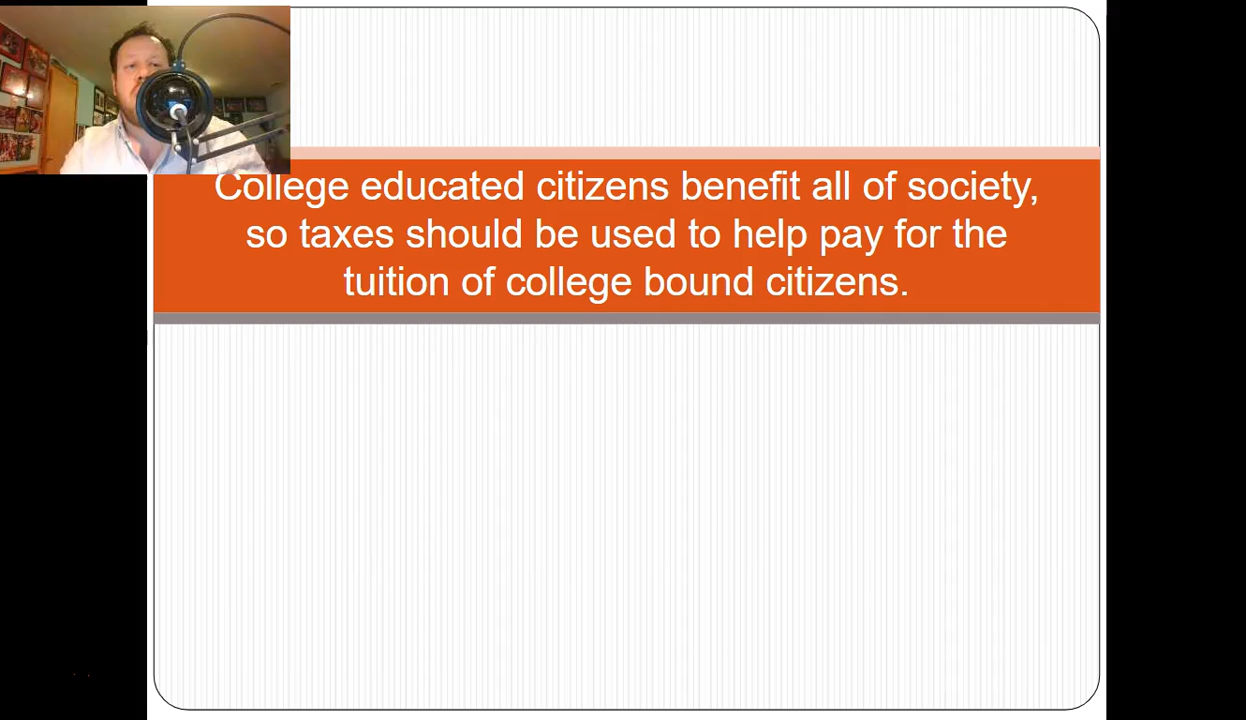 College educated citizens benefit all of society,
so taxes should be used to help pay for the
tuition of college bound citizens.